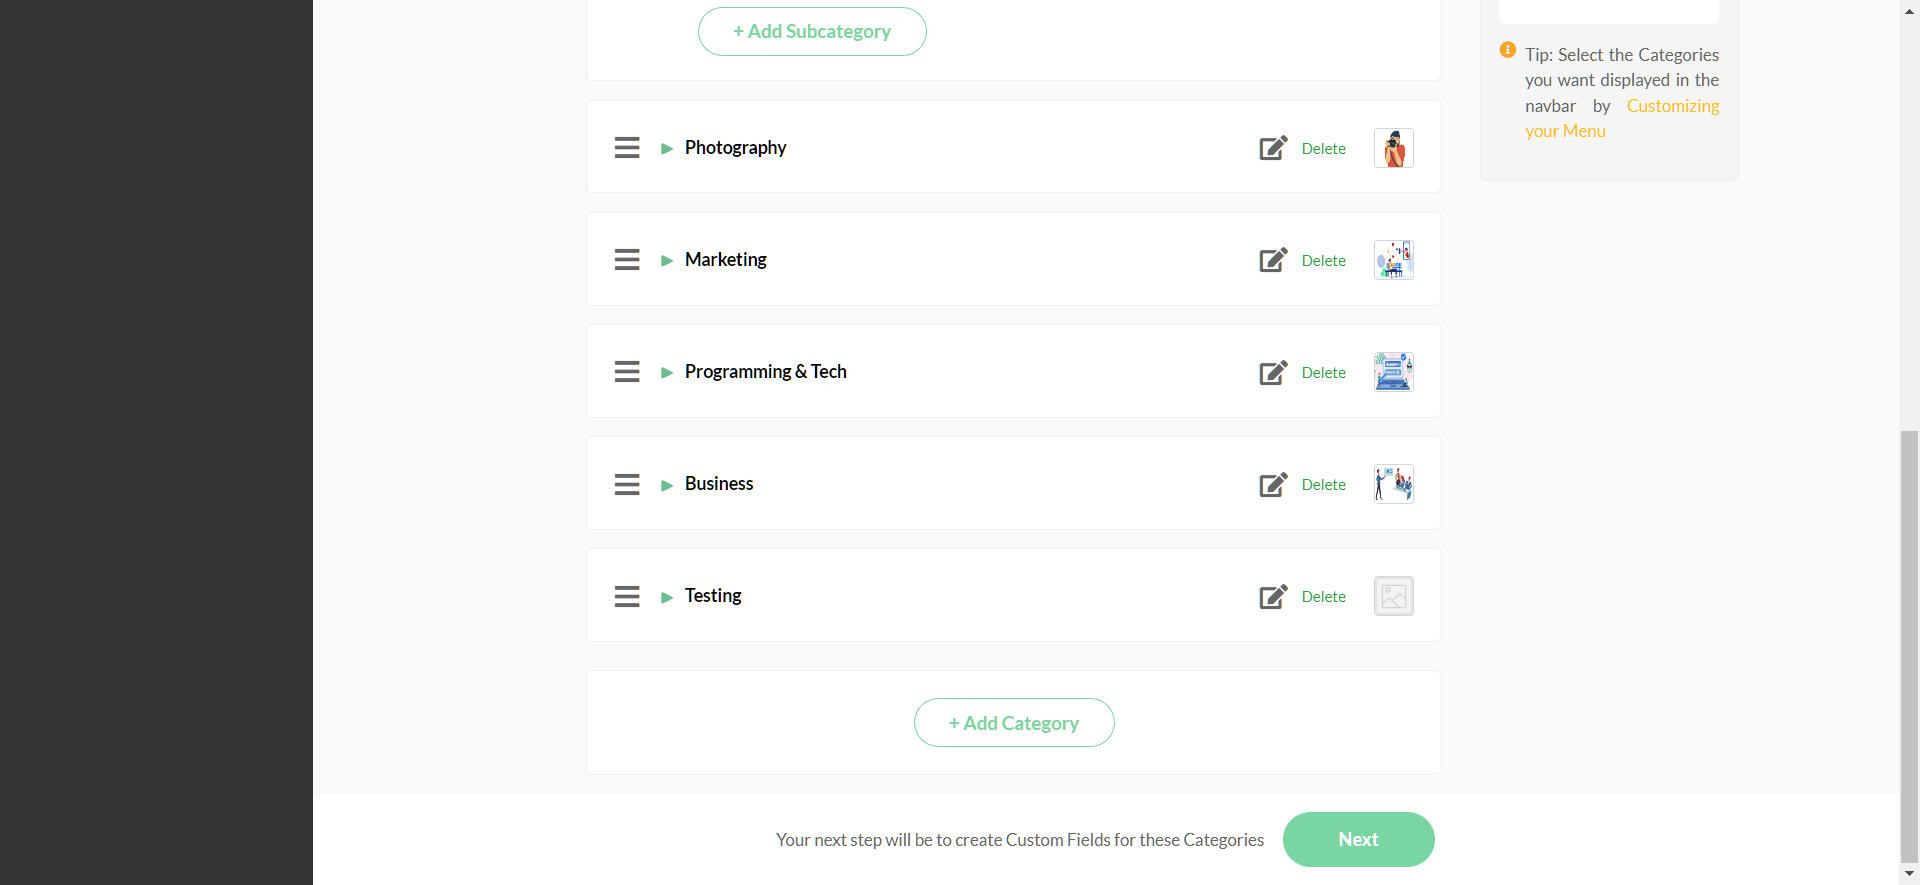 + Add Subcategory
Tip: Select the Categories
you want displayed in the
navbar by Customizing
your Menu
Photography
Delete
Marketing
Delete
Programming & Tech
Delete
Business
Delete
Testing
Delete
+ Add Category
Your next step will be to create Custom Fields for these Categories
Next